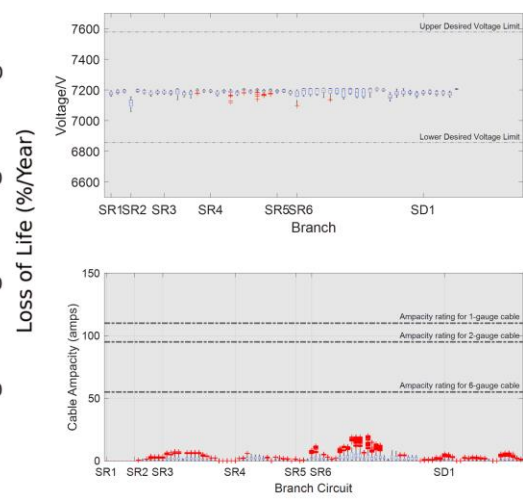 Loss of Life (%/Year)
7600
7400
7200
7000
6800
6600
Voltage/V
Upper Desired Voltage Limit
Lower Desired Voltage Limit
SR1SR2 SR3 SR4 SR5SR6 SD1
Branch
150
100
50
0
Cable Ampacity (amps)
Ampacity rating for 1-gauge cable
Ampacity rating for 2-gauge cable
Ampacity rating for 6-gauge cable
SR1 SR2 SR3 SR4 SR5 SR6 SD1
Branch Circuit